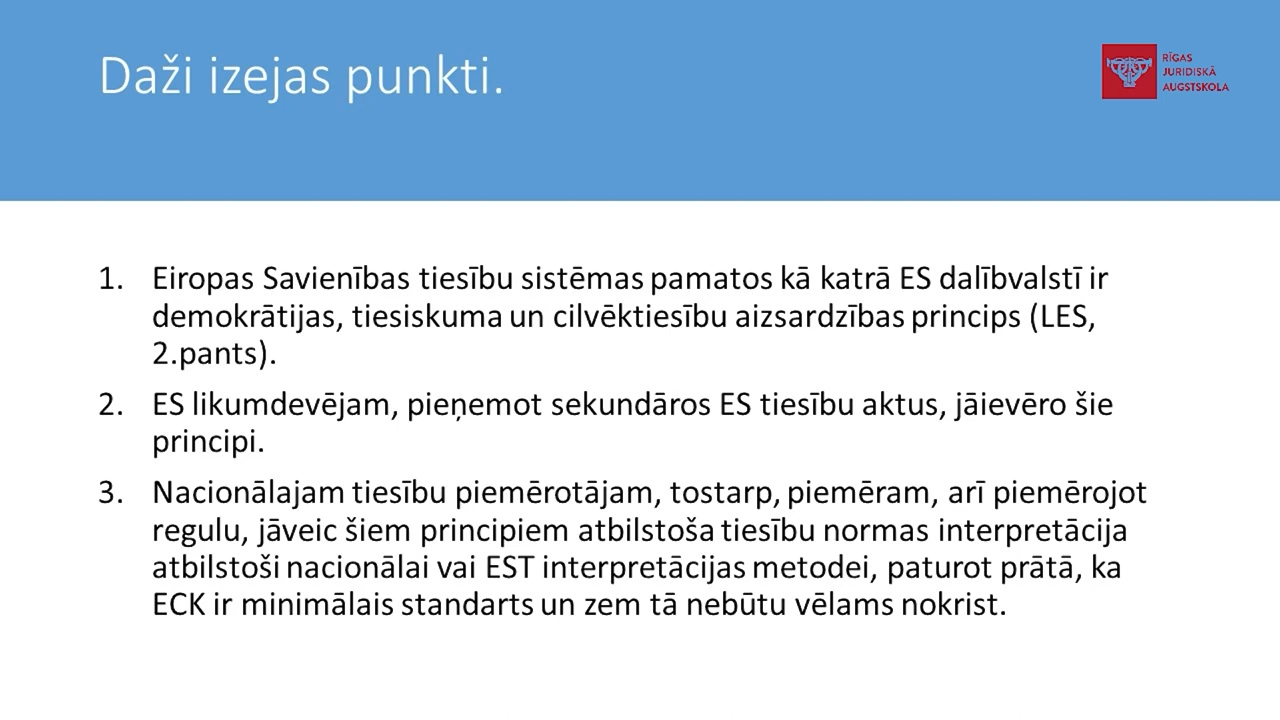 Daži izejas punkti.
RĪGAS
JURIDISKĀ
AUGSTSKOLA
1. Eiropas Savienības tiesību sistēmas pamatos kā katrā ES dalībvalstī ir
demokrātijas, tiesiskuma un cilvēktiesību aizsardzības princips (LES,
2.pants).
2. ES likumdevējam, pieņemot sekundāros ES tiesību aktus, jāievēro šie
principi.
3. Nacionālajam tiesību piemērotājam, tostarp, piemēram, arī piemērojot
regulu, jāveic šiem principiem atbilstoša tiesību normas interpretācija
atbilstoši nacionālai vai EST interpretācijas metodei, paturot prātā, ka
ECK ir minimālais standarts un zem tā nebūtu vēlams nokrist.